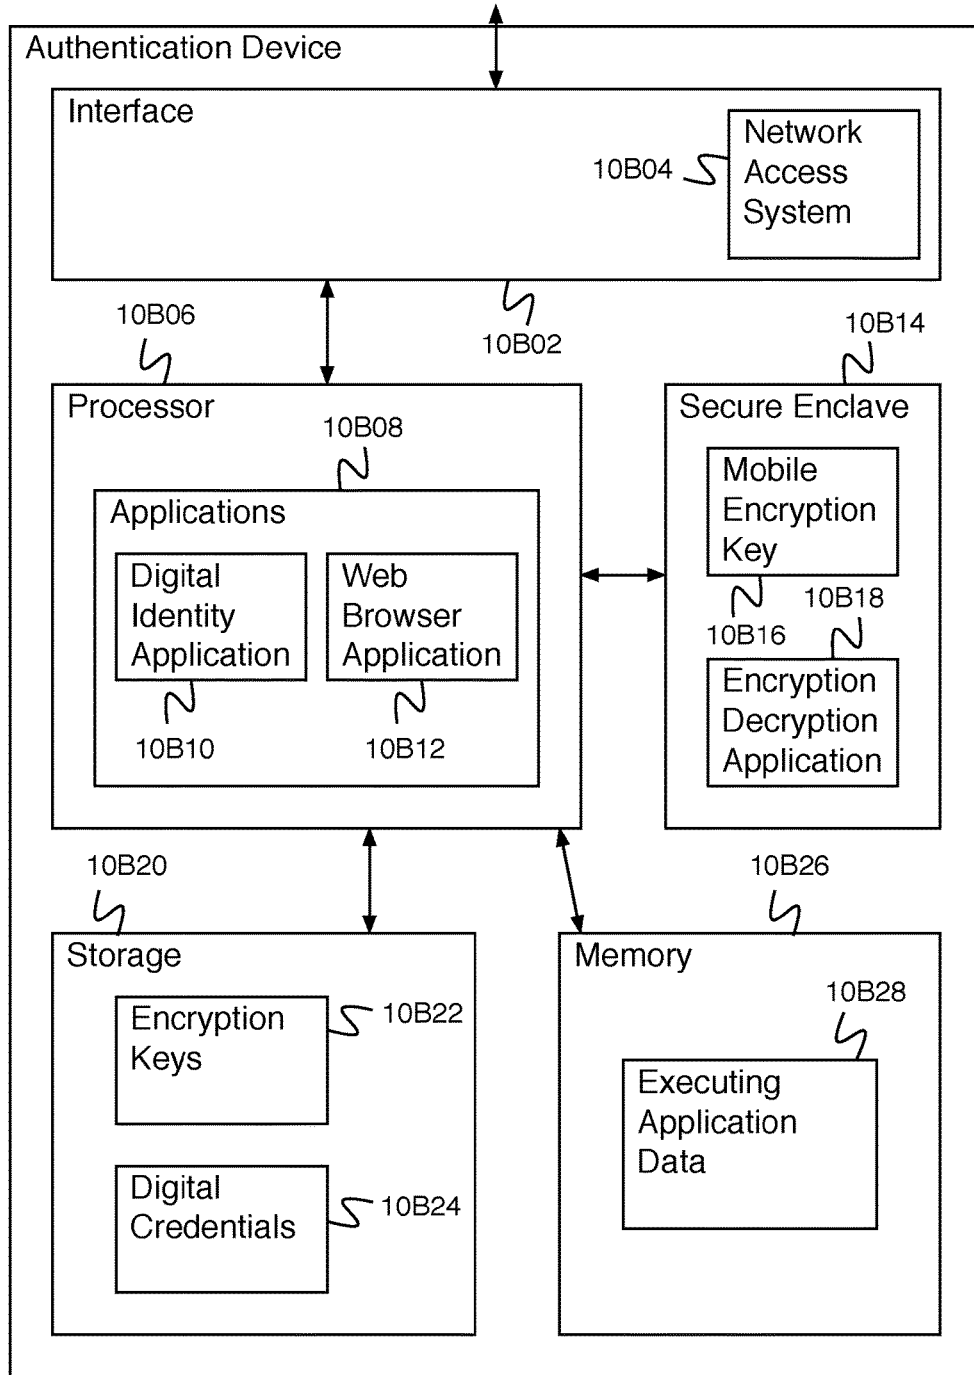 Authentication Device
Interface
Network
Access
System
10B04
10B06
10B02
10B14
Processor
Secure Enclave
10B08
Applications
Digital
Identity
Application
Web
Browser
Application
10B10
10B12
Mobile
Encryption
Key
10B16
10B18
Encryption
Decryption
Application
10B20
10B26
Storage
Encryption
Keys
10B22
Digital
Credentials
10B24
Memory
10B28
Executing
Application
Data